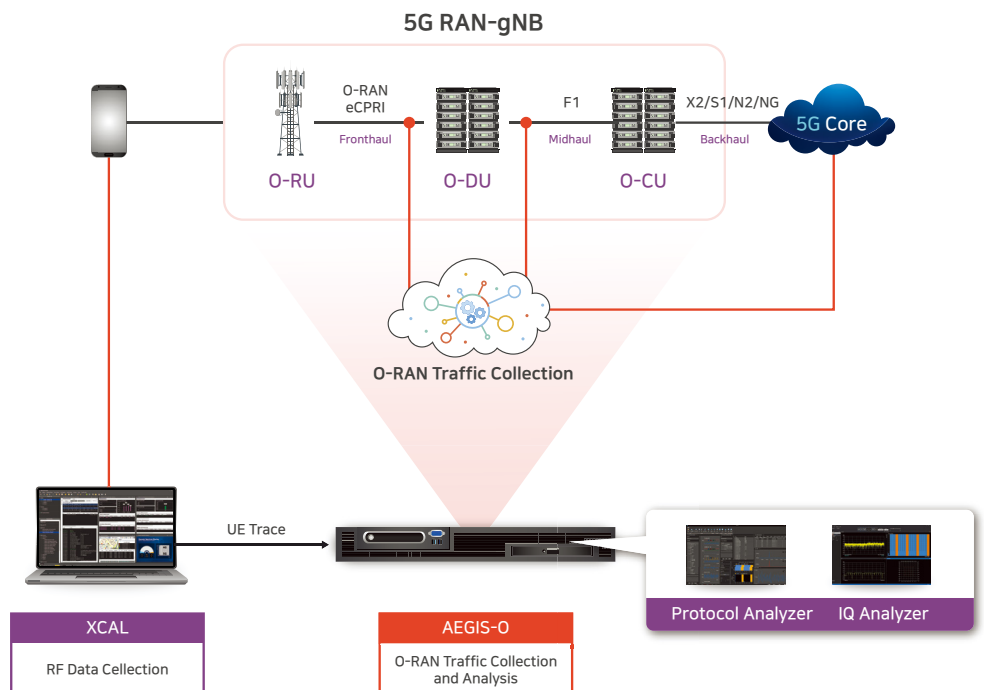 5G RAN-gNB
O-RAN
eCPRI
F1
X2/S1/N2/NG
5G Core
Fronthaul
Midhaul
Backhaul
O-RU
O-DU
O-CU
O-RAN Traffic Collection
UE Trace
Protocol Analyzer
IQ Analyzer
XCAL
RF Data Cellection
AEGIS-O
O-RAN Traffic Collection
and Analysis